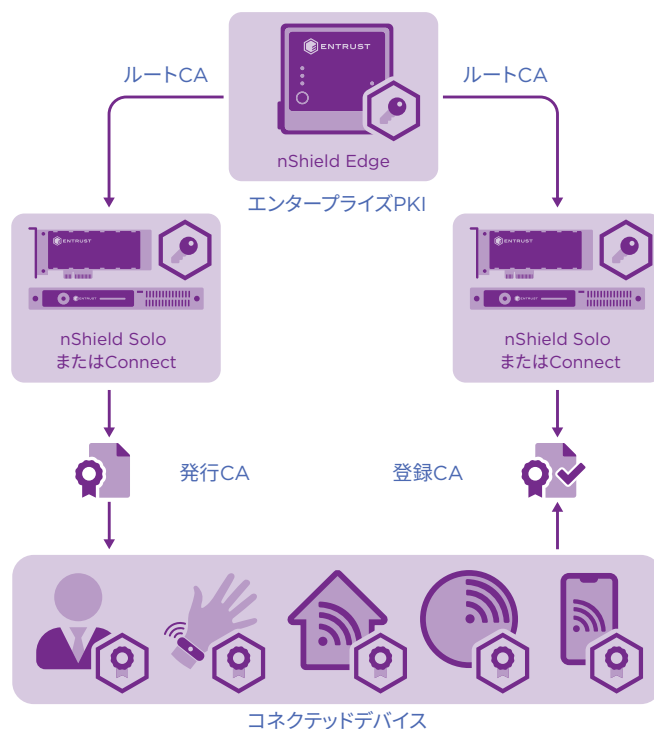 ENTRUST
ルートCA
ルートCA
nShield Edge
エンタープライズPKI
ENTRUST
ENTRUST
nShield Solo
またはConnect
ENTRUST
ENTRUST
nShield Solo
またはConnect
発行CA
登録CA
コネクテッドデバイス